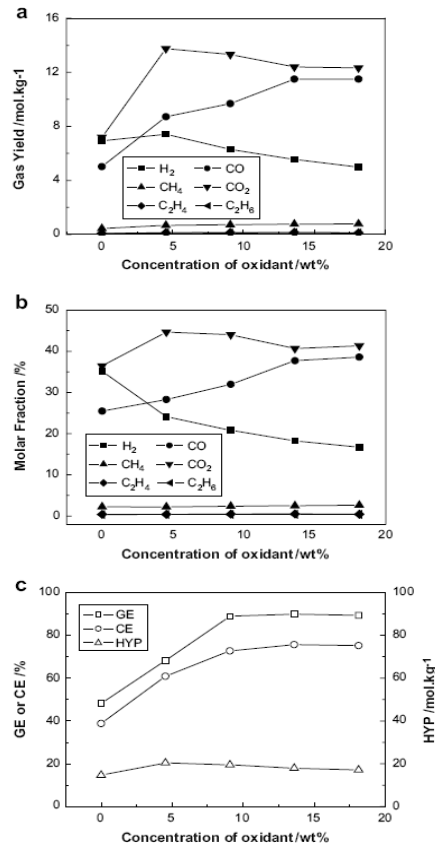 a
16
12
8
4
0
Gas Yield /mol.kg-1
H2 CO
CH4 CO2
C2H4 C2H6
0 5 10 15 20
Concentration of oxidant/wt%
b
50
40
30
20
10
0
Molar Fraction /%
H2 CO
CH4 CO2
C2H4 C2H6
0 5 10 15 20
Concentration of oxidant/wt%
c
100 100
80 80
60 60
40 40
20 20
0 0
GE or CE /%
HYP /mol.kg-1
GE
CE
HYP
0 5 10 15 20
Concentration of oxidant/wt%